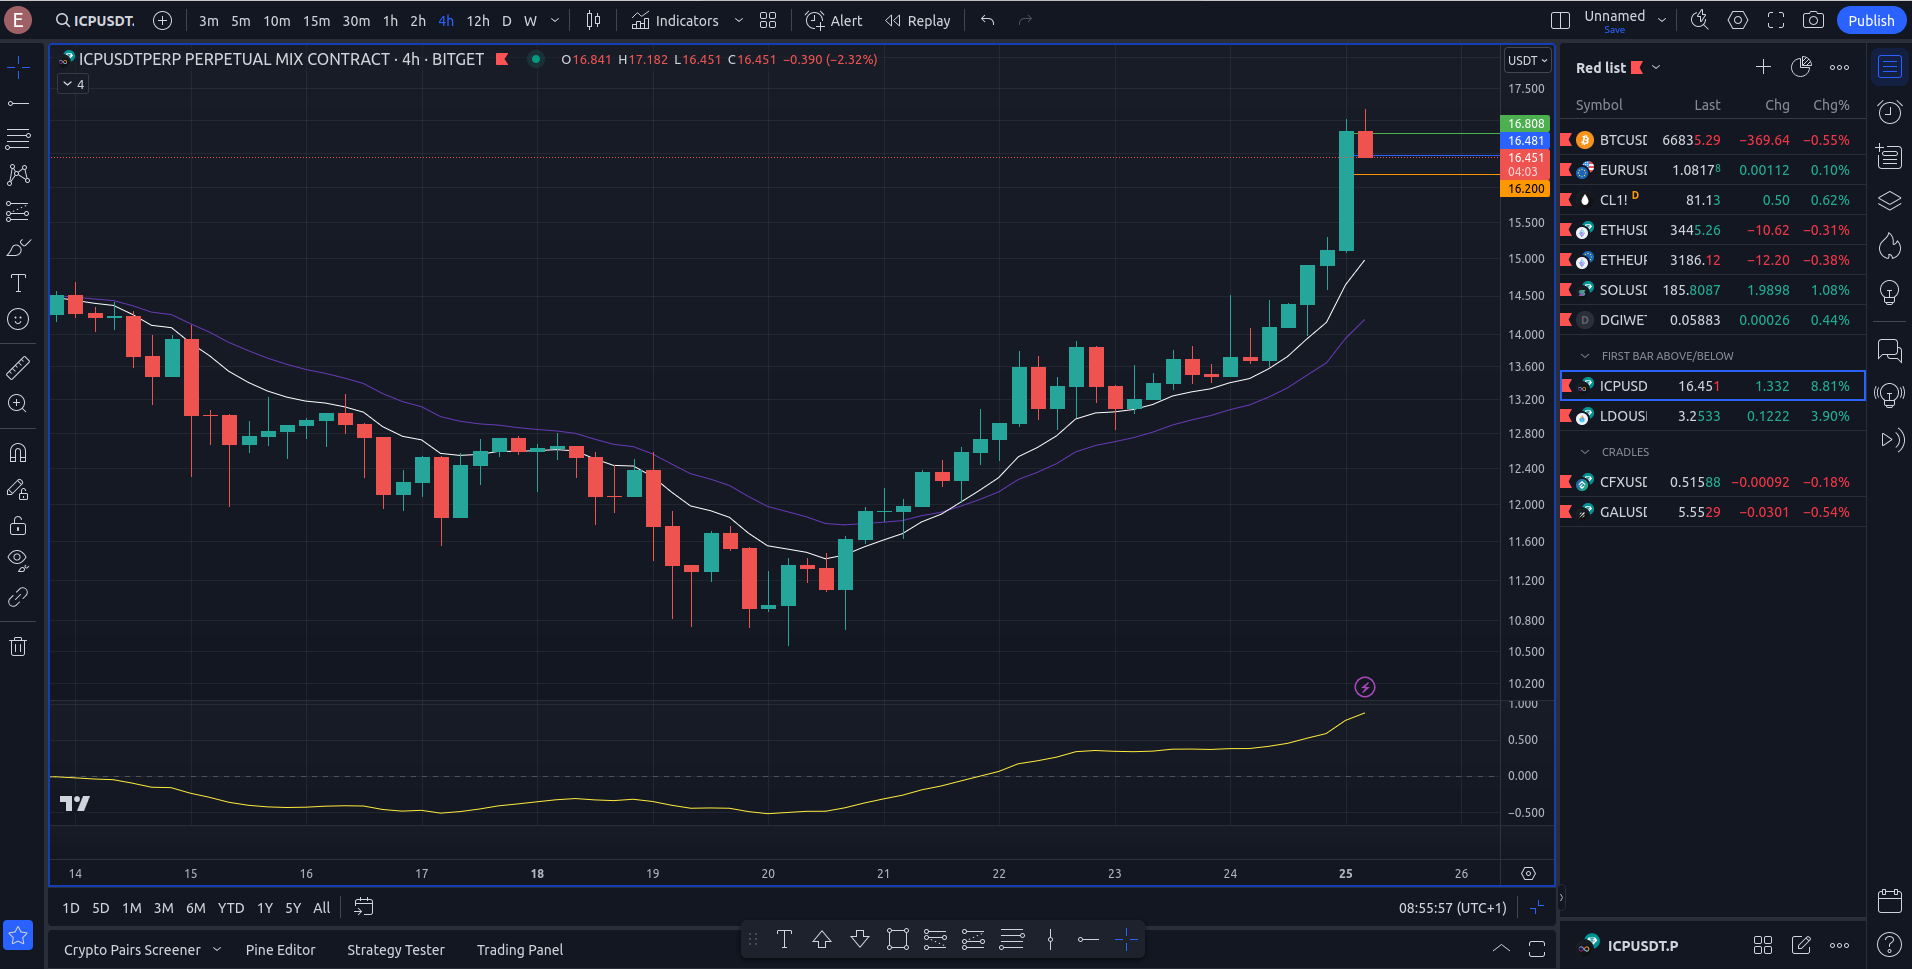 E ICPUSDT. 3m 5m 10m 15m 30m 1h 2h 4h 12h D W Indicators Alert Replay Unnamed Save Publish
ICPUSDTPERP PERPETUAL MIX CONTRACT · 4h · BITGET O16.841 H17.182 L16.451 C16.451 −0.390 (−2.32%)
4
USDT
17.500
16.808
16.481
16.451
04:03
16.200
15.500
15.000
14.500
14.000
13.600
13.200
12.800
12.400
12.000
11.600
11.200
10.800
10.500
10.200
1.000
0.500
0.000
−0.500
14 15 16 17 18 19 20 21 22 23 24 25 26
1D 5D 1M 3M 6M YTD 1Y 5Y All 08:55:57 (UTC+1)
Crypto Pairs Screener Pine Editor Strategy Tester Trading Panel
T
Red list
Symbol Last Chg Chg%
BTCUSD 66835.29 −369.64 −0.55%
EURUSD 1.08178 0.00112 0.10%
CL1! D 81.13 0.50 0.62%
ETHUSD 3445.26 −10.62 −0.31%
ETHEUR 3186.12 −12.20 −0.38%
SOLUSD 185.8087 1.9898 1.08%
D DGIWE 0.05883 0.00026 0.44%
FIRST BAR ABOVE/BELOW
ICPUSD 16.451 1.332 8.81%
LDOUSD 3.2533 0.1222 3.90%
CRADLES
CFXUSD 0.51588 −0.00092 −0.18%
GALUSD 5.5529 −0.0301 −0.54%
ICPUSDT.P